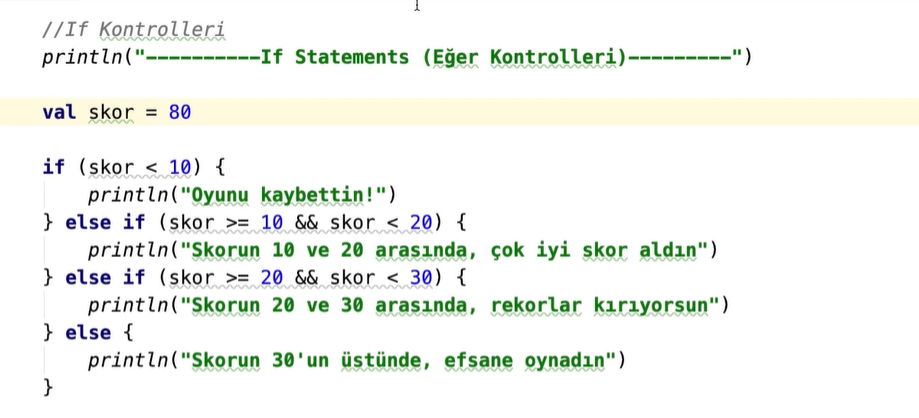 //If Kontrolleri
println("----------If Statements (Eğer Kontrolleri)---------")
val skor = 80
if (skor < 10) {
println("Oyunu kaybettin!")
} else if (skor >= 10 && skor < 20) {
println("Skorun 10 ve 20 arasında, çok iyi skor aldın")
} else if (skor >= 20 && skor < 30) {
println("Skorun 20 ve 30 arasında, rekorlar kırıyorsun")
} else {
println("Skorun 30'un üstünde, efsane oynadın")
}